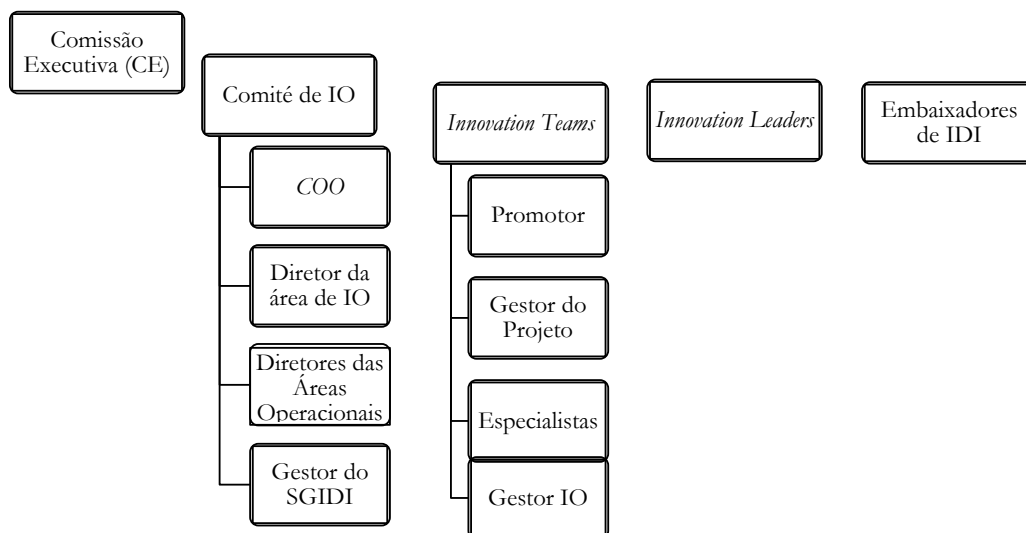 Comissão
Executiva (CE)
Comité de IO
COO
Diretor da
área de IO
Diretores das
Áreas
Operacionais
Gestor do
SGIDI
Innovation Teams
Promotor
Gestor do
Projeto
Especialistas
Gestor IO
Innovation Leaders
Embaixadores
de IDI